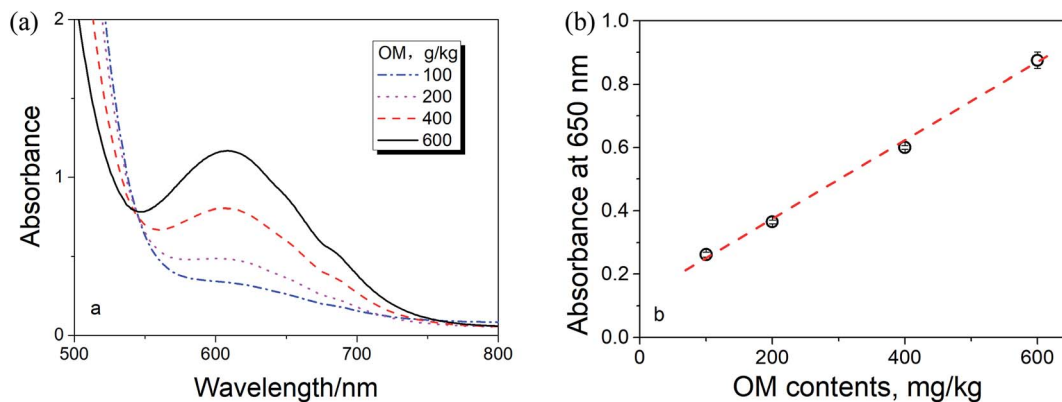 (a)
2
1
0
Absorbance
OM， g/kg
100
200
400
600
a
500 600 700 800
Wavelength/nm
(b)
1.0
0.8
0.6
0.4
0.2
0.0
Absorbance at 650 nm
b
0 200 400 600
OM contents, mg/kg